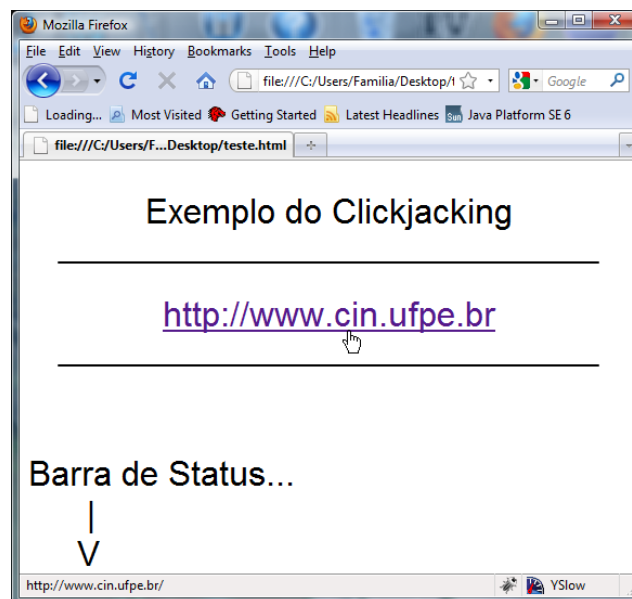 Mozilla Firefox
File Edit View History Bookmarks Tools Help
file:///C:/Users/Familia/Desktop/t Google
Loading... Most Visited Getting Started Latest Headlines Sun Java Platform SE 6
file:///C:/Users/F...Desktop/teste.html
Exemplo do Clickjacking
http://www.cin.ufpe.br
Barra de Status...
|
V
http://www.cin.ufpe.br/ YSlow